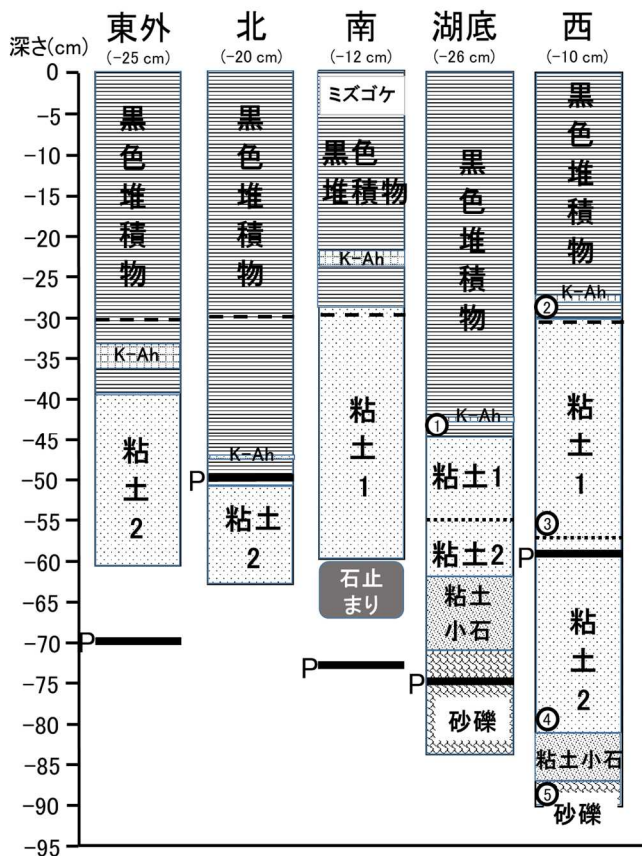 東外 北 南 湖底 西
深さ(cm) (−25 cm) (−20 cm) (−12 cm) (−26 cm) (−10 cm)
0
−5
−10
−15
−20
−25
−30
−35
−40
−45
−50
−55
−60
−65
−70
−75
−80
−85
−90
−95
黒色堆積物
K−Ah
粘土2
P
黒色堆積物
K−Ah
P
粘土2
ミズゴケ
黒色
堆積物
K−Ah
粘土1
石止
まり
P
黒色堆積物
K−Ah
①
粘土1
粘土2
粘土
小石
P
砂礫
黒色堆積物
K−Ah
②
粘土1
③
P
粘土2
④
粘土小石
⑤
砂礫